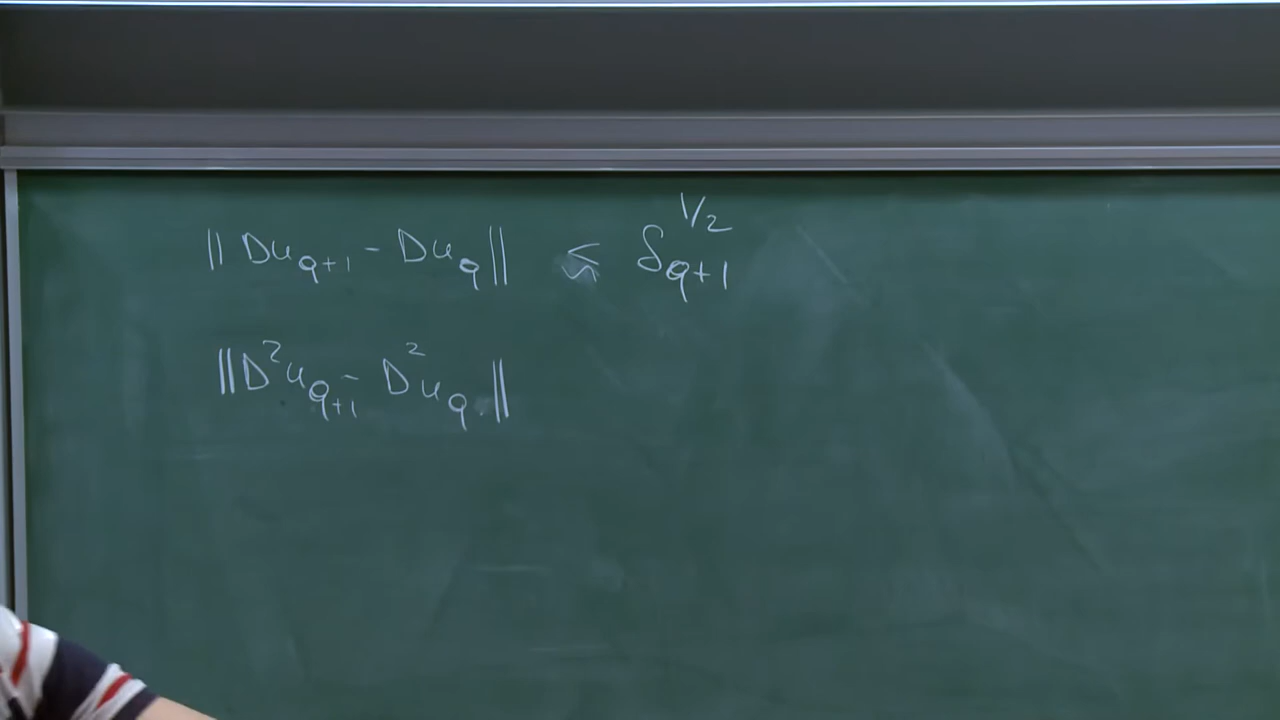 ‖ Du_{q+1} - Du_q ‖ ≲ δ_{q+1}^{1/2}
‖ D²u_{q+1} - D²u_q ‖